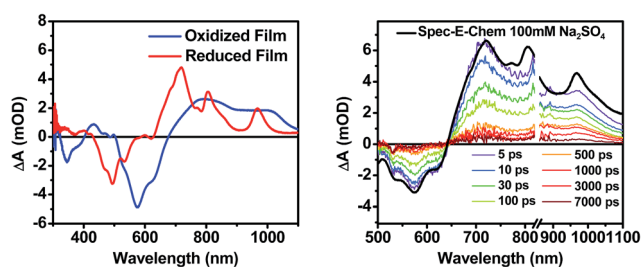 Oxidized Film
Reduced Film
ΔA (mOD)
6
4
2
0
-2
-4
-6
400 600 800 1000
Wavelength (nm)
Spec-E-Chem 100mM Na₂SO₄
ΔA (mOD)
8
6
4
2
0
-2
-4
5 ps 500 ps
10 ps 1000 ps
30 ps 3000 ps
100 ps 7000 ps
500 600 700 800 900 1000 1100
Wavelength (nm)